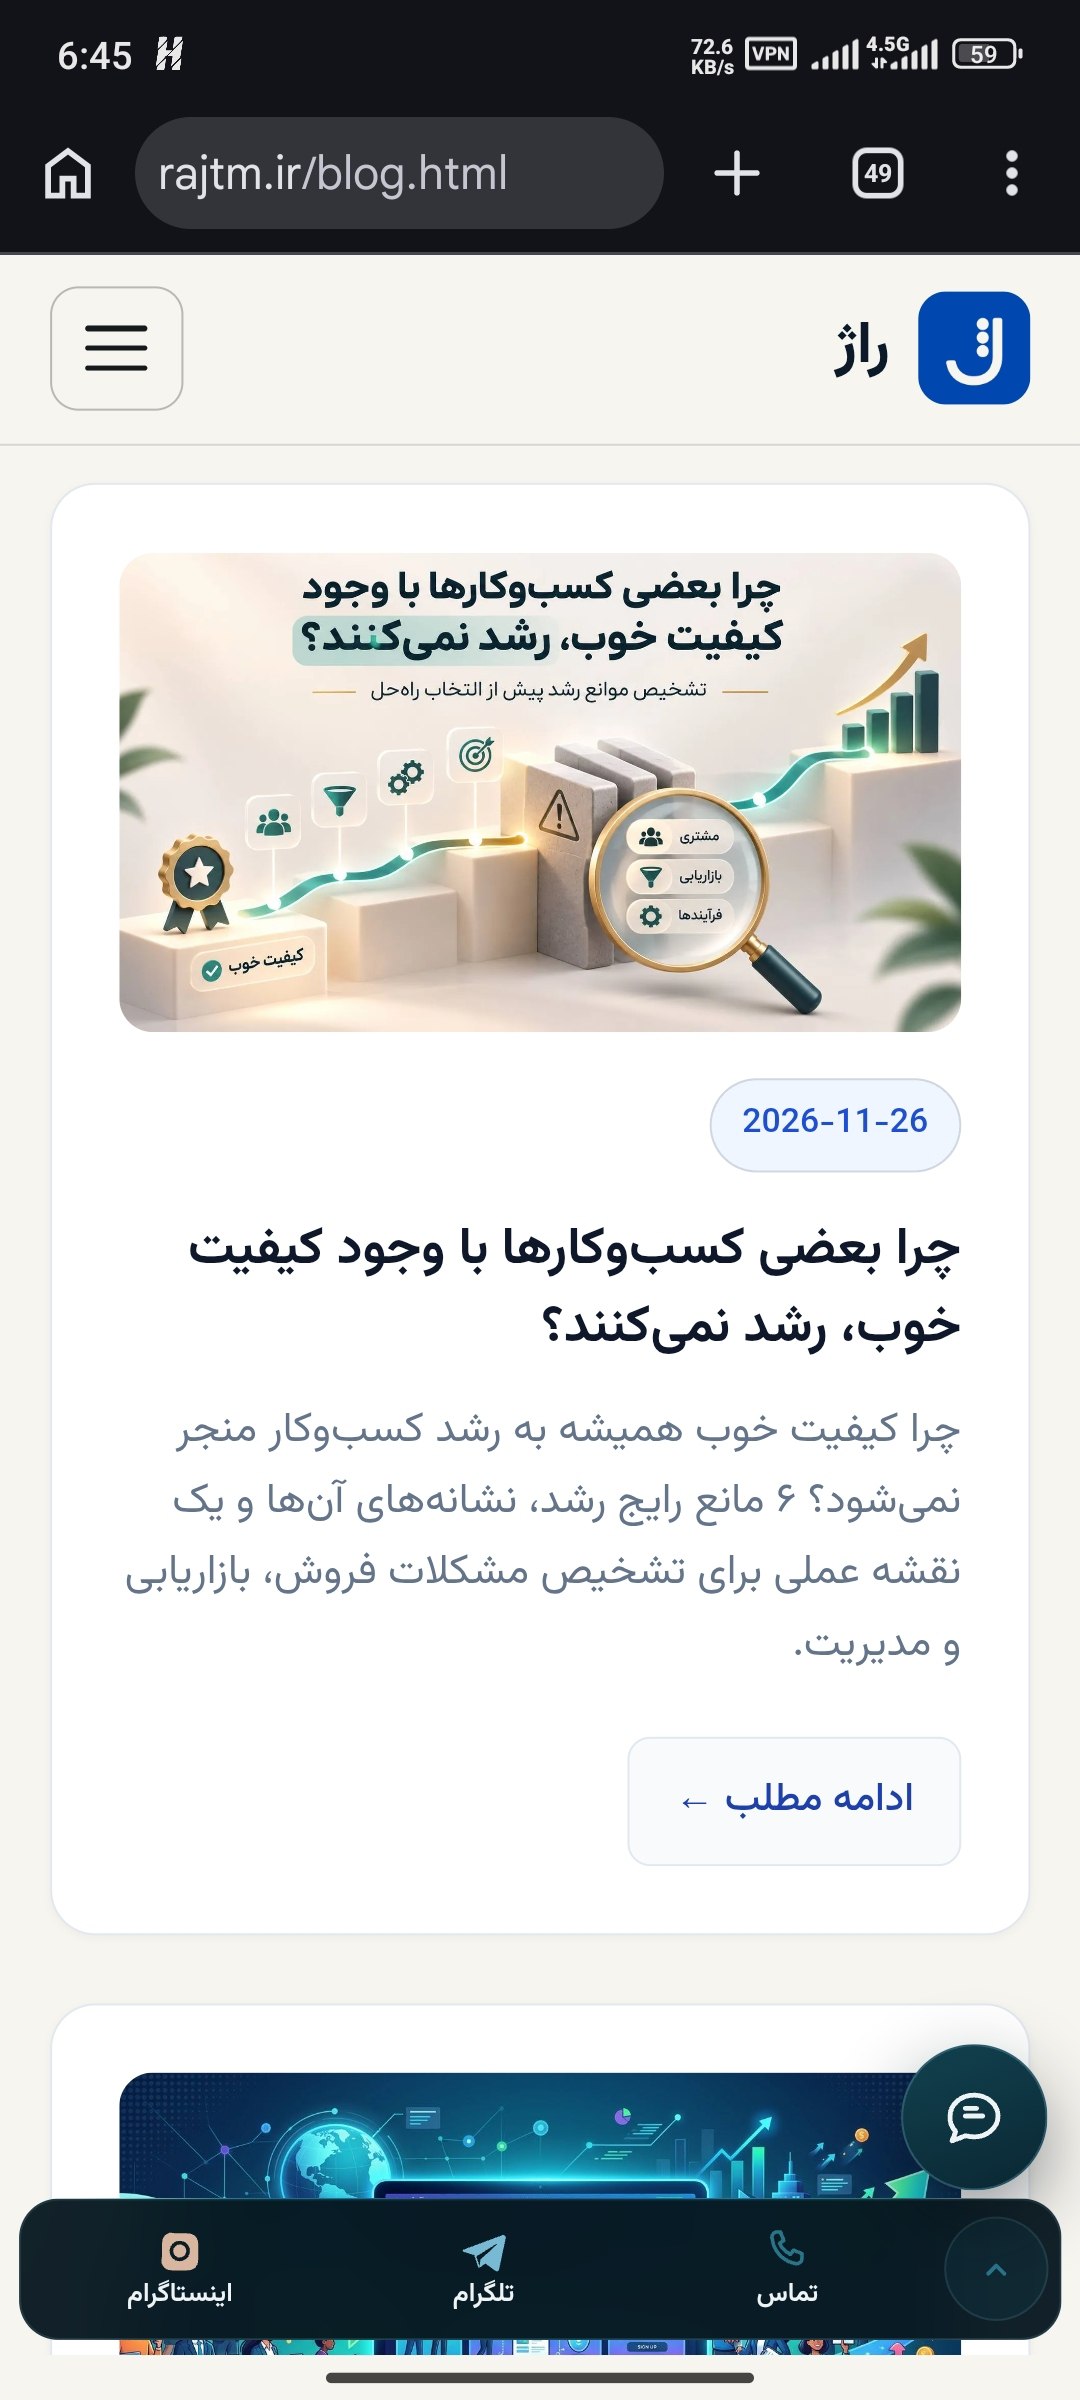 6:45
72.6
KB/s
VPN
4.5G
59
rajtm.ir/blog.html
49
راژ
چرا بعضی کسب‌وکارها با وجود
کیفیت خوب، رشد نمی‌کنند؟
تشخیص موانع رشد پیش از التخاب راه‌حل
مشتری
بازاریابی
فرآیندها
کیفیت خوب
2026-11-26
چرا بعضی کسب‌وکارها با وجود کیفیت
خوب، رشد نمی‌کنند؟
چرا کیفیت خوب همیشه به رشد کسب‌وکار منجر
نمی‌شود؟ ۶ مانع رایج رشد، نشانه‌های آن‌ها و یک
نقشه عملی برای تشخیص مشکلات فروش، بازاریابی
و مدیریت.
ادامه مطلب ←
تماس
تلگرام
اینستاگرام
SIGN UP